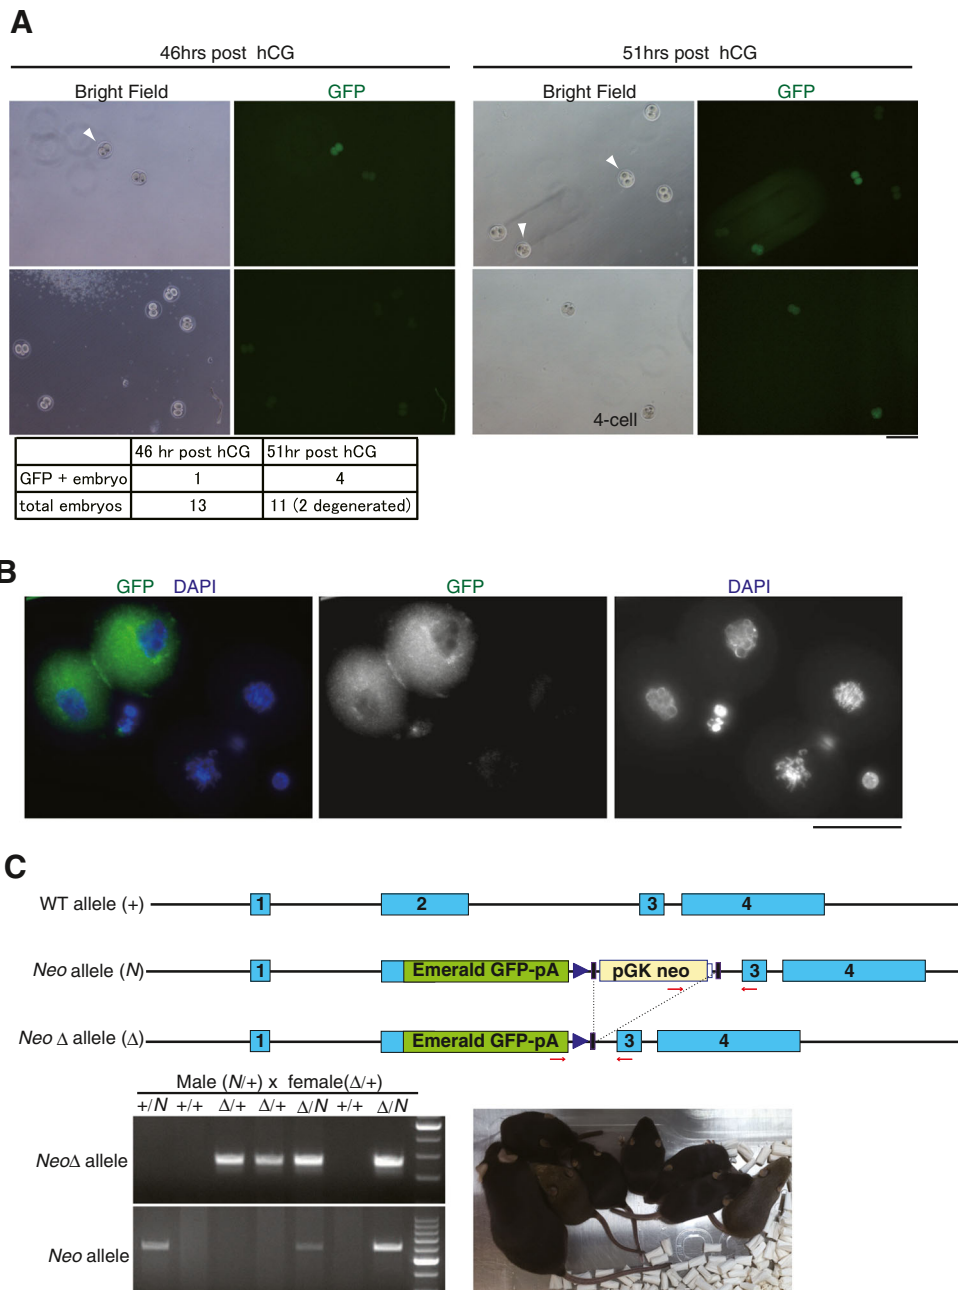 A
46hrs post hCG
51hrs post hCG
Bright Field
GFP
Bright Field
GFP
4-cell
46 hr post hCG 51hr post hCG
GFP + embryo 1 4
total embryos 13 11 (2 degenerated)
B
GFP DAPI
GFP
DAPI
C
WT allele (+)
1 2 3 4
Neo allele (N)
1 Emerald GFP-pA pGK neo 3 4
Neo Δ allele (Δ)
1 Emerald GFP-pA 3 4
Male (N/+) x female(Δ/+)
+/N +/+ Δ/+ Δ/+ Δ/N +/+ Δ/N
NeoΔ allele
Neo allele